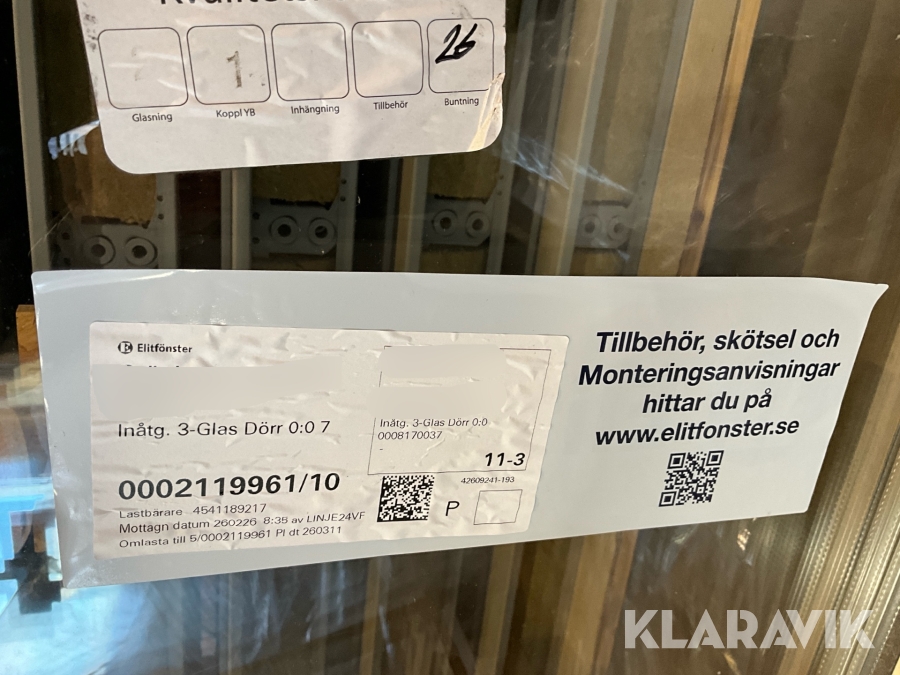 26
1
Glasning
Koppl YB
Inhängning
Tillbehör
Buntning
Elitfönster
Inåtg. 3-Glas Dörr 0:0 7
0002119961/10
Lastbärare 4541189217
Mottagn datum 260226 8:35 av LINJE24VF
Omlasta till 5/0002119961 Pl dt 260311
Inåtg. 3-Glas Dörr 0:0
0008170037
-
11-3
42609241-193
P
Tillbehör, skötsel och
Monteringsanvisningar
hittar du på
www.elitfonster.se
KLARAVIK